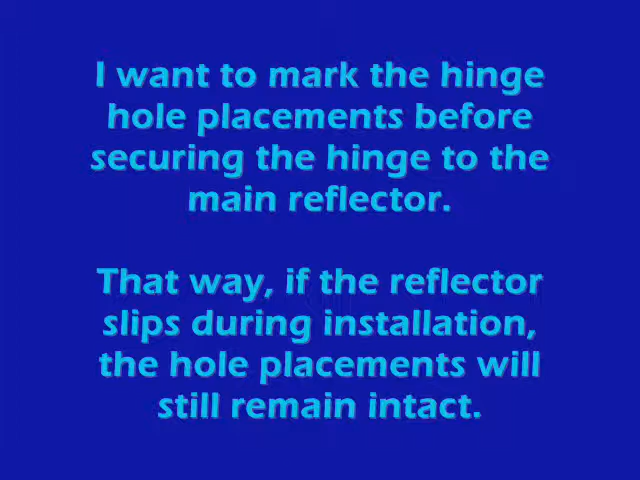 I want to mark the hinge
hole placements before
securing the hinge to the
main reflector.
That way, if the reflector
slips during installation,
the hole placements will
still remain intact.